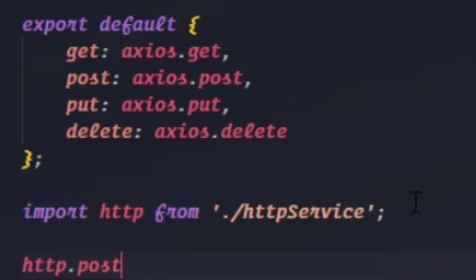 export default {
get: axios.get,
post: axios.post,
put: axios.put,
delete: axios.delete
};
import http from './httpService';
http.post